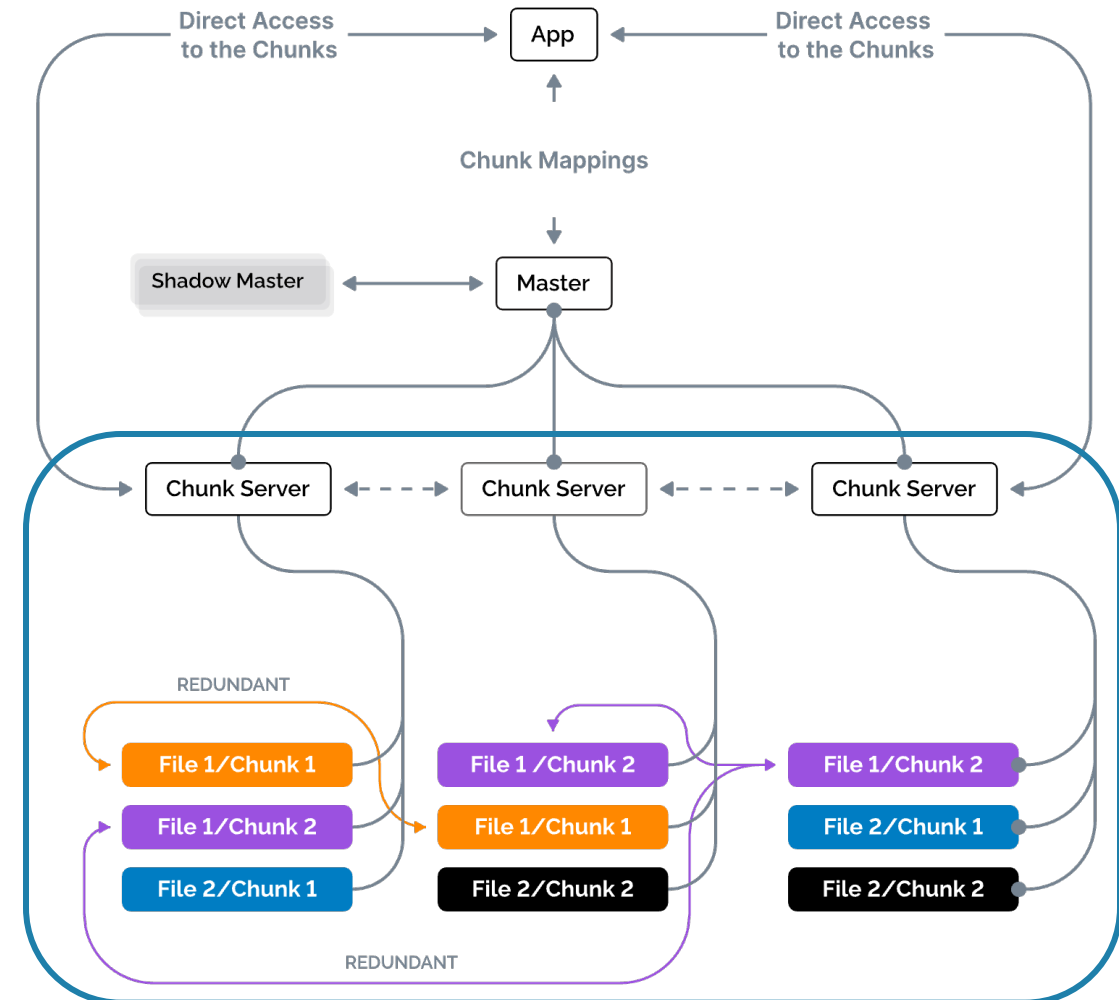 Direct Access
to the Chunks
App
Direct Access
to the Chunks
Chunk Mappings
Shadow Master
Master
Chunk Server
Chunk Server
Chunk Server
REDUNDANT
File 1/Chunk 1
File 1 /Chunk 2
File 1/Chunk 2
File 1/Chunk 2
File 1/Chunk 1
File 2/Chunk 1
File 2/Chunk 1
File 2/Chunk 2
File 2/Chunk 2
REDUNDANT